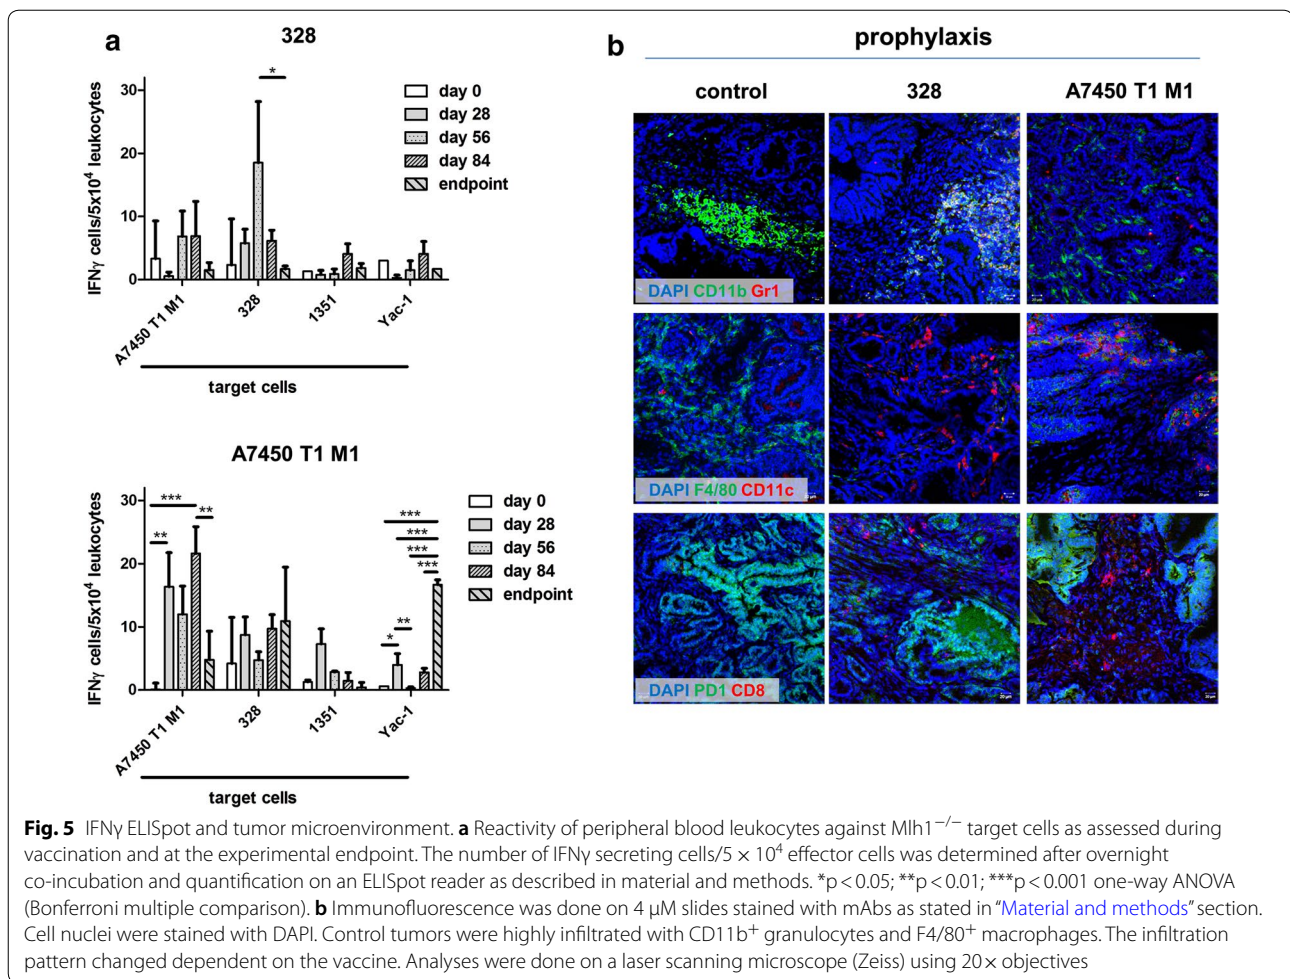 a
328
IFNγ cells/5x10⁴ leukocytes
30
20
10
0
*
day 0
day 28
day 56
day 84
endpoint
A7450 T1 M1
328
1351
Yac-1
target cells
A7450 T1 M1
IFNγ cells/5x10⁴ leukocytes
30
20
10
0
***
**
**
*
**
***
***
***
***
day 0
day 28
day 56
day 84
endpoint
A7450 T1 M1
328
1351
Yac-1
target cells
b
prophylaxis
control 328 A7450 T1 M1
DAPI CD11b Gr1
DAPI F4/80 CD11c
DAPI PD1 CD8
Fig. 5 IFNγ ELISpot and tumor microenvironment. a Reactivity of peripheral blood leukocytes against Mlh1⁻/⁻ target cells as assessed during
vaccination and at the experimental endpoint. The number of IFNγ secreting cells/5 × 10⁴ effector cells was determined after overnight
co-incubation and quantification on an ELISpot reader as described in material and methods. *p < 0.05; **p < 0.01; ***p < 0.001 one-way ANOVA
(Bonferroni multiple comparison). b Immunofluorescence was done on 4 µM slides stained with mAbs as stated in “Material and methods” section.
Cell nuclei were stained with DAPI. Control tumors were highly infiltrated with CD11b⁺ granulocytes and F4/80⁺ macrophages. The infiltration
pattern changed dependent on the vaccine. Analyses were done on a laser scanning microscope (Zeiss) using 20× objectives